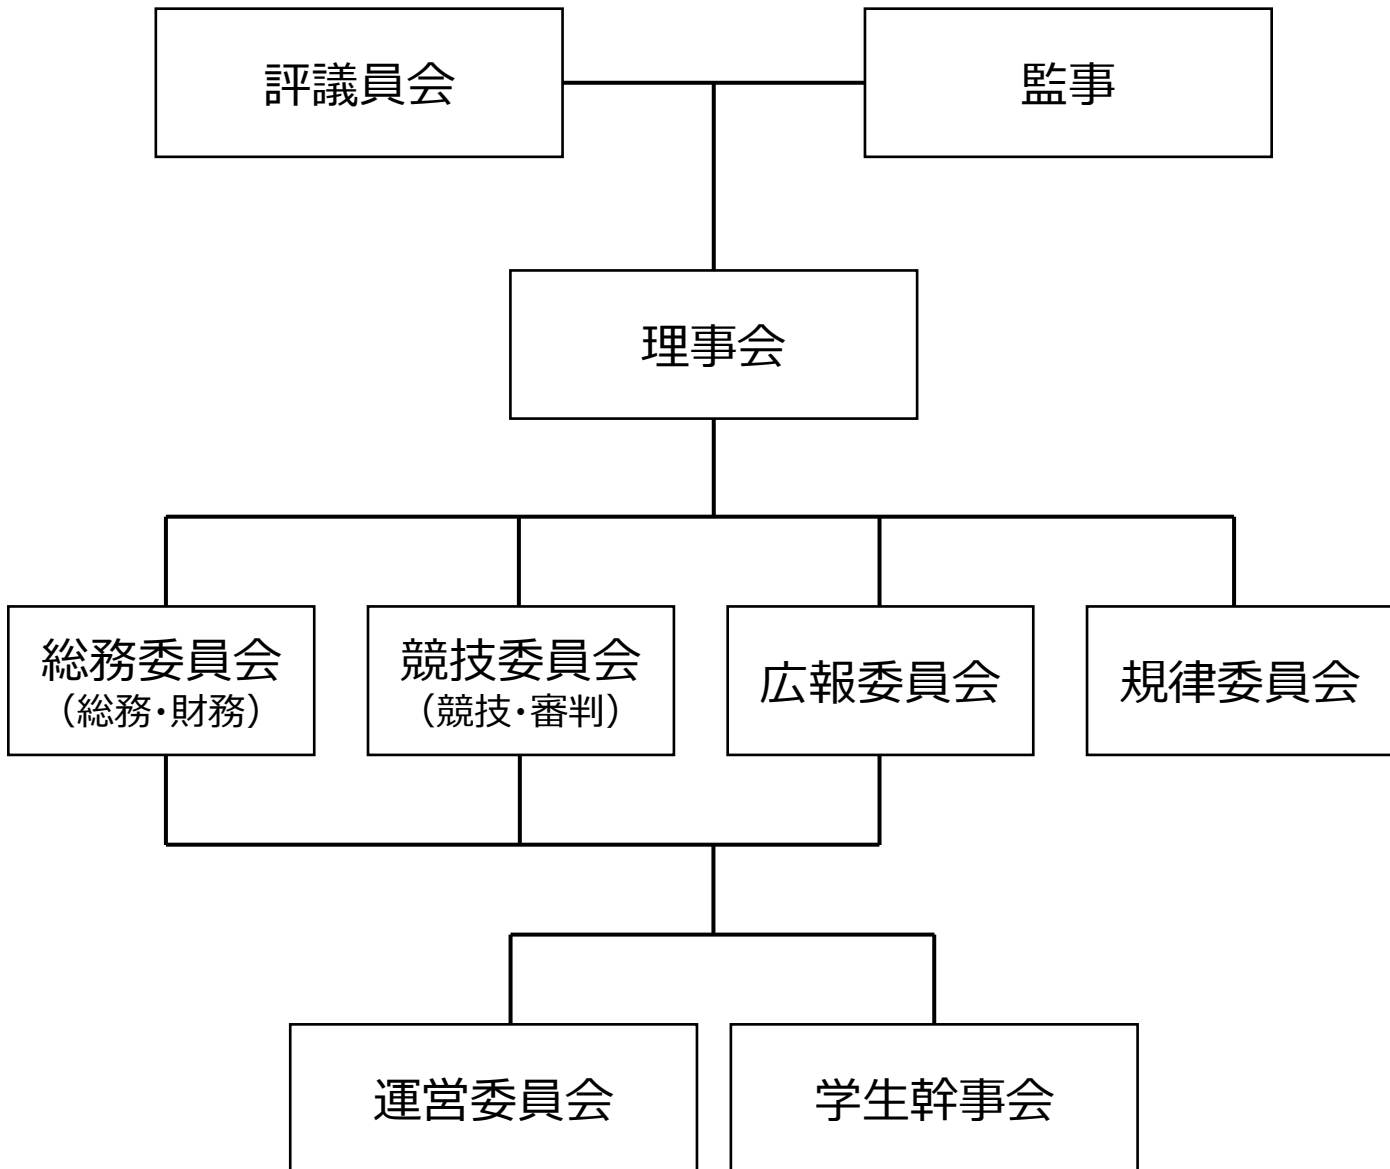 評議員会
監事
理事会
総務委員会
（総務・財務）
競技委員会
（競技・審判）
広報委員会
規律委員会
運営委員会
学生幹事会